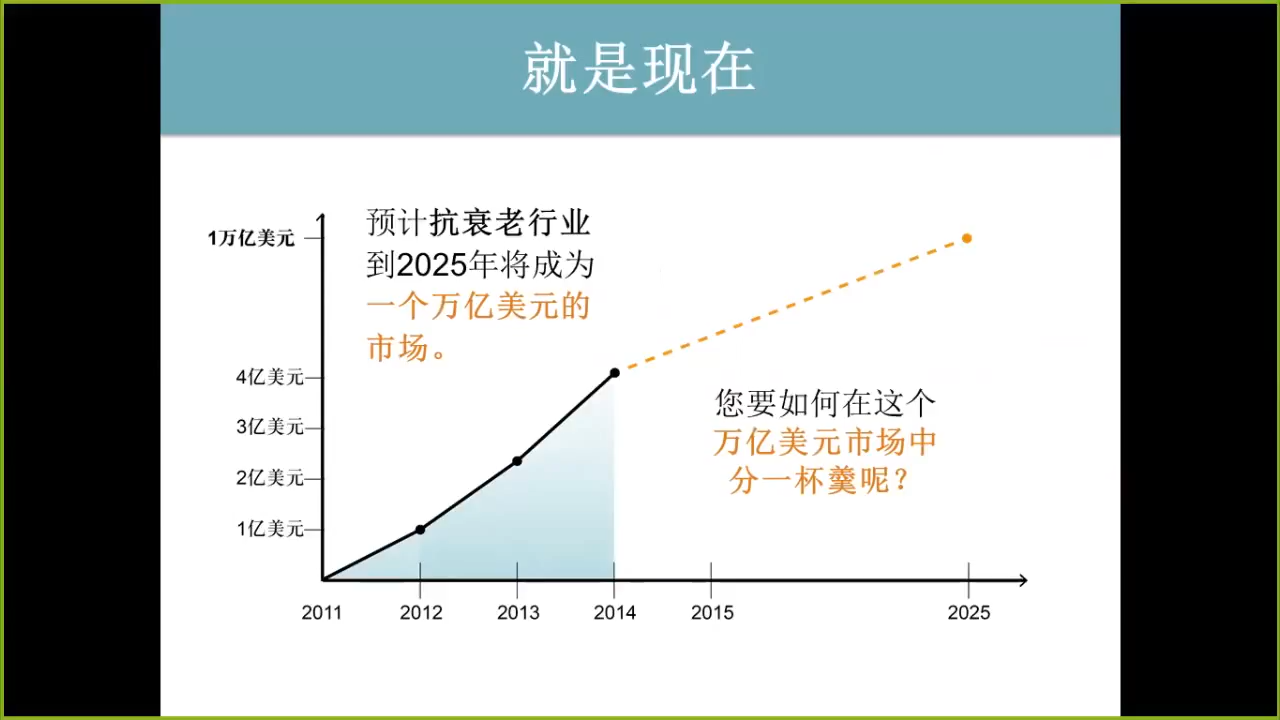 就是现在
预计抗衰老行业
到2025年将成为
一个万亿美元的
市场。
1万亿美元
4亿美元
3亿美元
2亿美元
1亿美元
您要如何在这个
万亿美元市场中
分一杯羹呢？
2011
2012
2013
2014
2015
2025